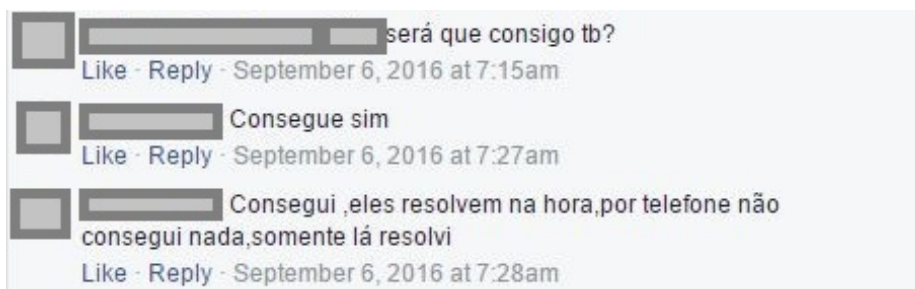 será que consigo tb?
Like · Reply · September 6, 2016 at 7:15am
Consegue sim
Like · Reply · September 6, 2016 at 7:27am
Consegui ,eles resolvem na hora,por telefone não
consegui nada,somente lá resolvi
Like · Reply · September 6, 2016 at 7:28am